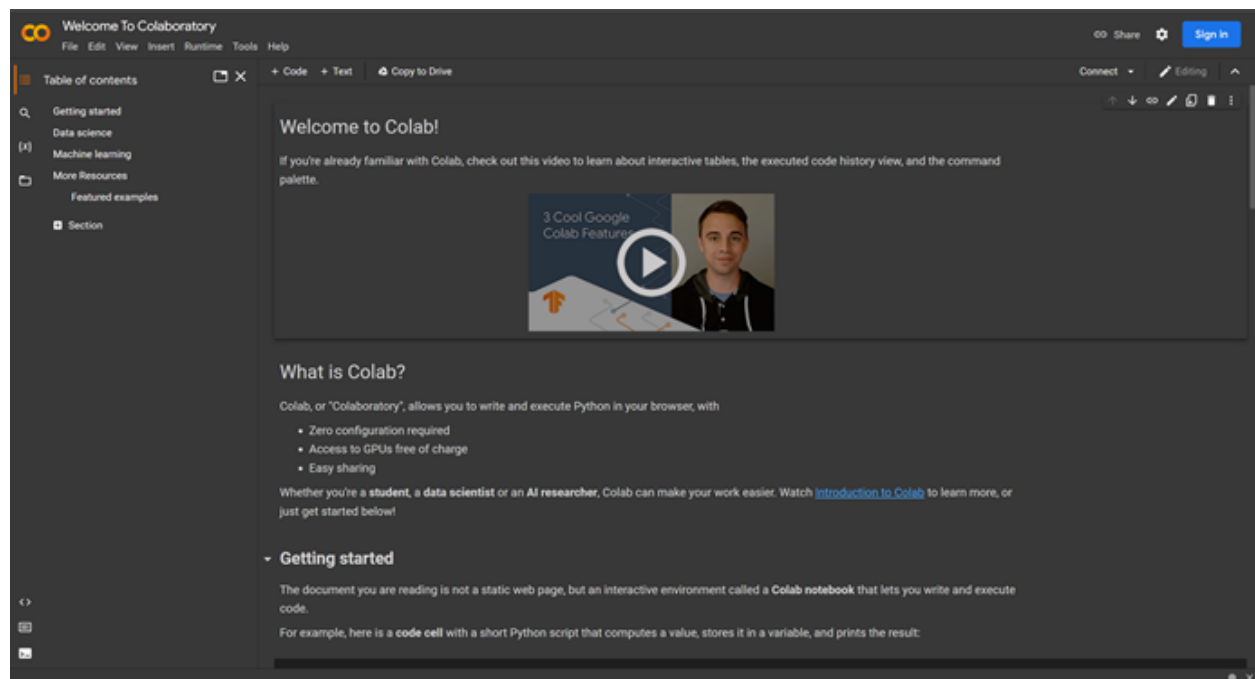 Welcome To Colaboratory
File Edit View Insert Runtime Tools Help
Share
Sign in
Table of contents
+ Code + Text Copy to Drive
Connect
Editing
Getting started
Data science
Machine learning
More Resources
Featured examples
Section
Welcome to Colab!
If you're already familiar with Colab, check out this video to learn about interactive tables, the executed code history view, and the command
palette.
3 Cool Google
Colab Features
What is Colab?
Colab, or "Colaboratory", allows you to write and execute Python in your browser, with
• Zero configuration required
• Access to GPUs free of charge
• Easy sharing
Whether you're a student, a data scientist or an AI researcher, Colab can make your work easier. Watch Introduction to Colab to learn more, or
just get started below!
Getting started
The document you are reading is not a static web page, but an interactive environment called a Colab notebook that lets you write and execute
code.
For example, here is a code cell with a short Python script that computes a value, stores it in a variable, and prints the result: